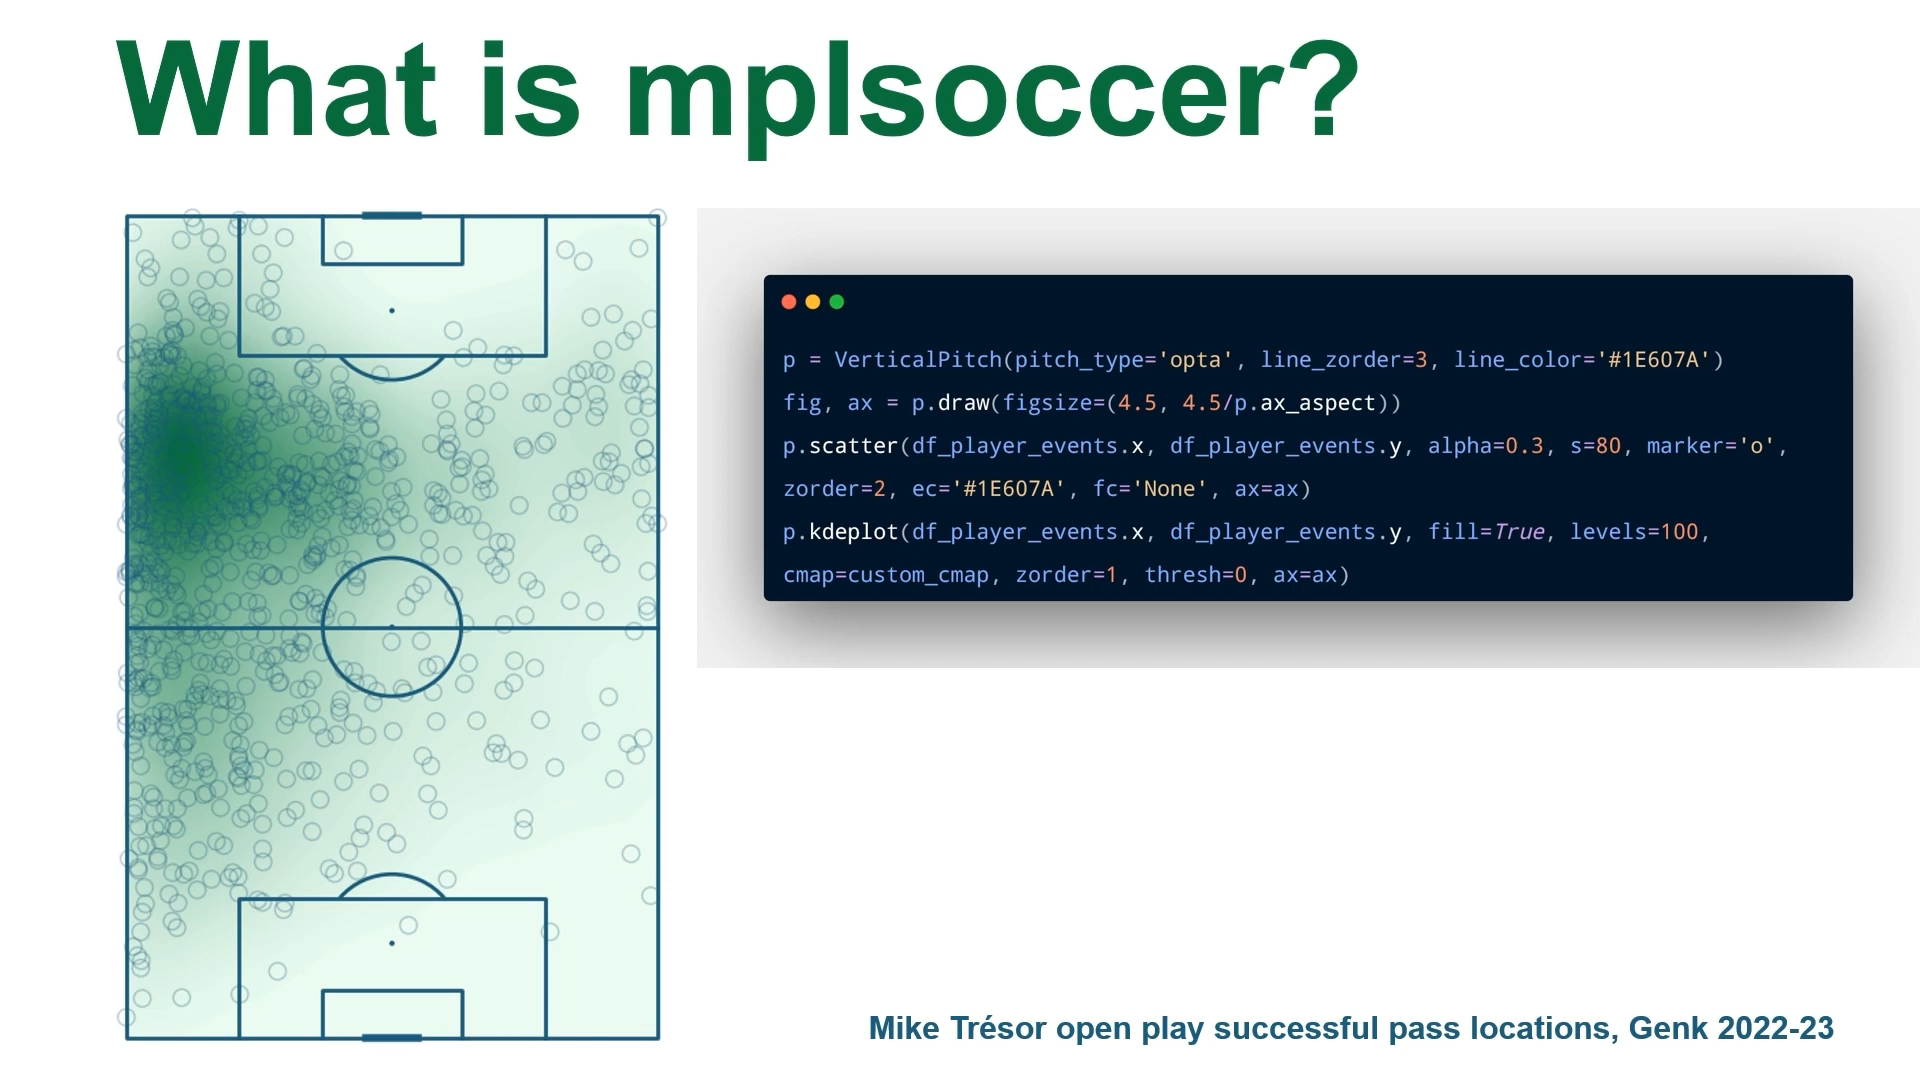 What is mplsoccer?
p = VerticalPitch(pitch_type='opta', line_zorder=3, line_color='#1E607A')
fig, ax = p.draw(figsize=(4.5, 4.5/p.ax_aspect))
p.scatter(df_player_events.x, df_player_events.y, alpha=0.3, s=80, marker='o',
zorder=2, ec='#1E607A', fc='None', ax=ax)
p.kdeplot(df_player_events.x, df_player_events.y, fill=True, levels=100,
cmap=custom_cmap, zorder=1, thresh=0, ax=ax)
Mike Trésor open play successful pass locations, Genk 2022-23